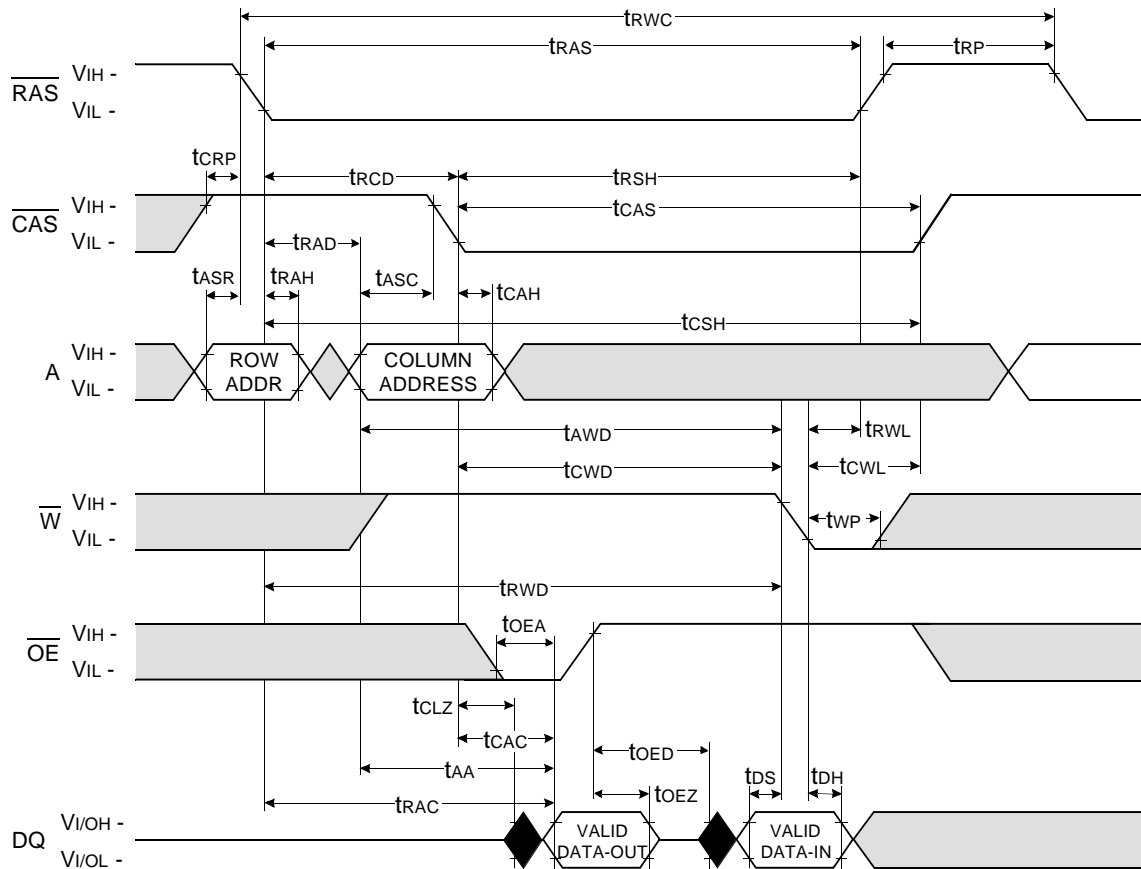 tRWC
tRAS
tRP
RAS
VIH -
VIL -
tCRP
tRCD
tRSH
CAS
VIH -
VIL -
tCAS
tRAD
tASR
tRAH
tASC
tCAH
tCSH
A
VIH -
VIL -
ROW
ADDR
COLUMN
ADDRESS
tAWD
tRWL
tCWD
tCWL
W
VIH -
VIL -
tWP
tRWD
OE
VIH -
VIL -
tOEA
tCLZ
tCAC
tOED
tAA
tDS
tDH
tOEZ
tRAC
DQ
VI/OH -
VI/OL -
VALID
DATA-OUT
VALID
DATA-IN